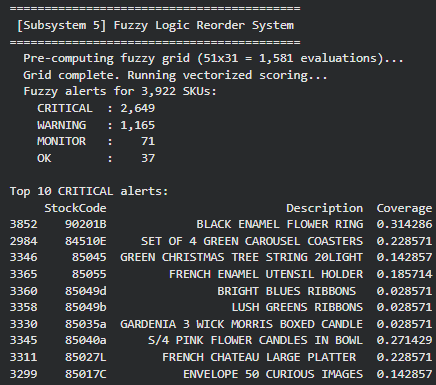 ==========================================
[Subsystem 5] Fuzzy Logic Reorder System
==========================================
Pre-computing fuzzy grid (51x31 = 1,581 evaluations)...
Grid complete. Running vectorized scoring...
Fuzzy alerts for 3,922 SKUs:
CRITICAL : 2,649
WARNING : 1,165
MONITOR : 71
OK : 37
Top 10 CRITICAL alerts:
StockCode Description Coverage
3852 90201B BLACK ENAMEL FLOWER RING 0.314286
2984 84510E SET OF 4 GREEN CAROUSEL COASTERS 0.228571
3346 85045 GREEN CHRISTMAS TREE STRING 20LIGHT 0.142857
3365 85055 FRENCH ENAMEL UTENSIL HOLDER 0.185714
3360 85049d BRIGHT BLUES RIBBONS 0.028571
3358 85049b LUSH GREENS RIBBONS 0.028571
3330 85035a GARDENIA 3 WICK MORRIS BOXED CANDLE 0.028571
3345 85040a S/4 PINK FLOWER CANDLES IN BOWL 0.271429
3311 85027L FRENCH CHATEAU LARGE PLATTER 0.228571
3299 85017C ENVELOPE 50 CURIOUS IMAGES 0.142857